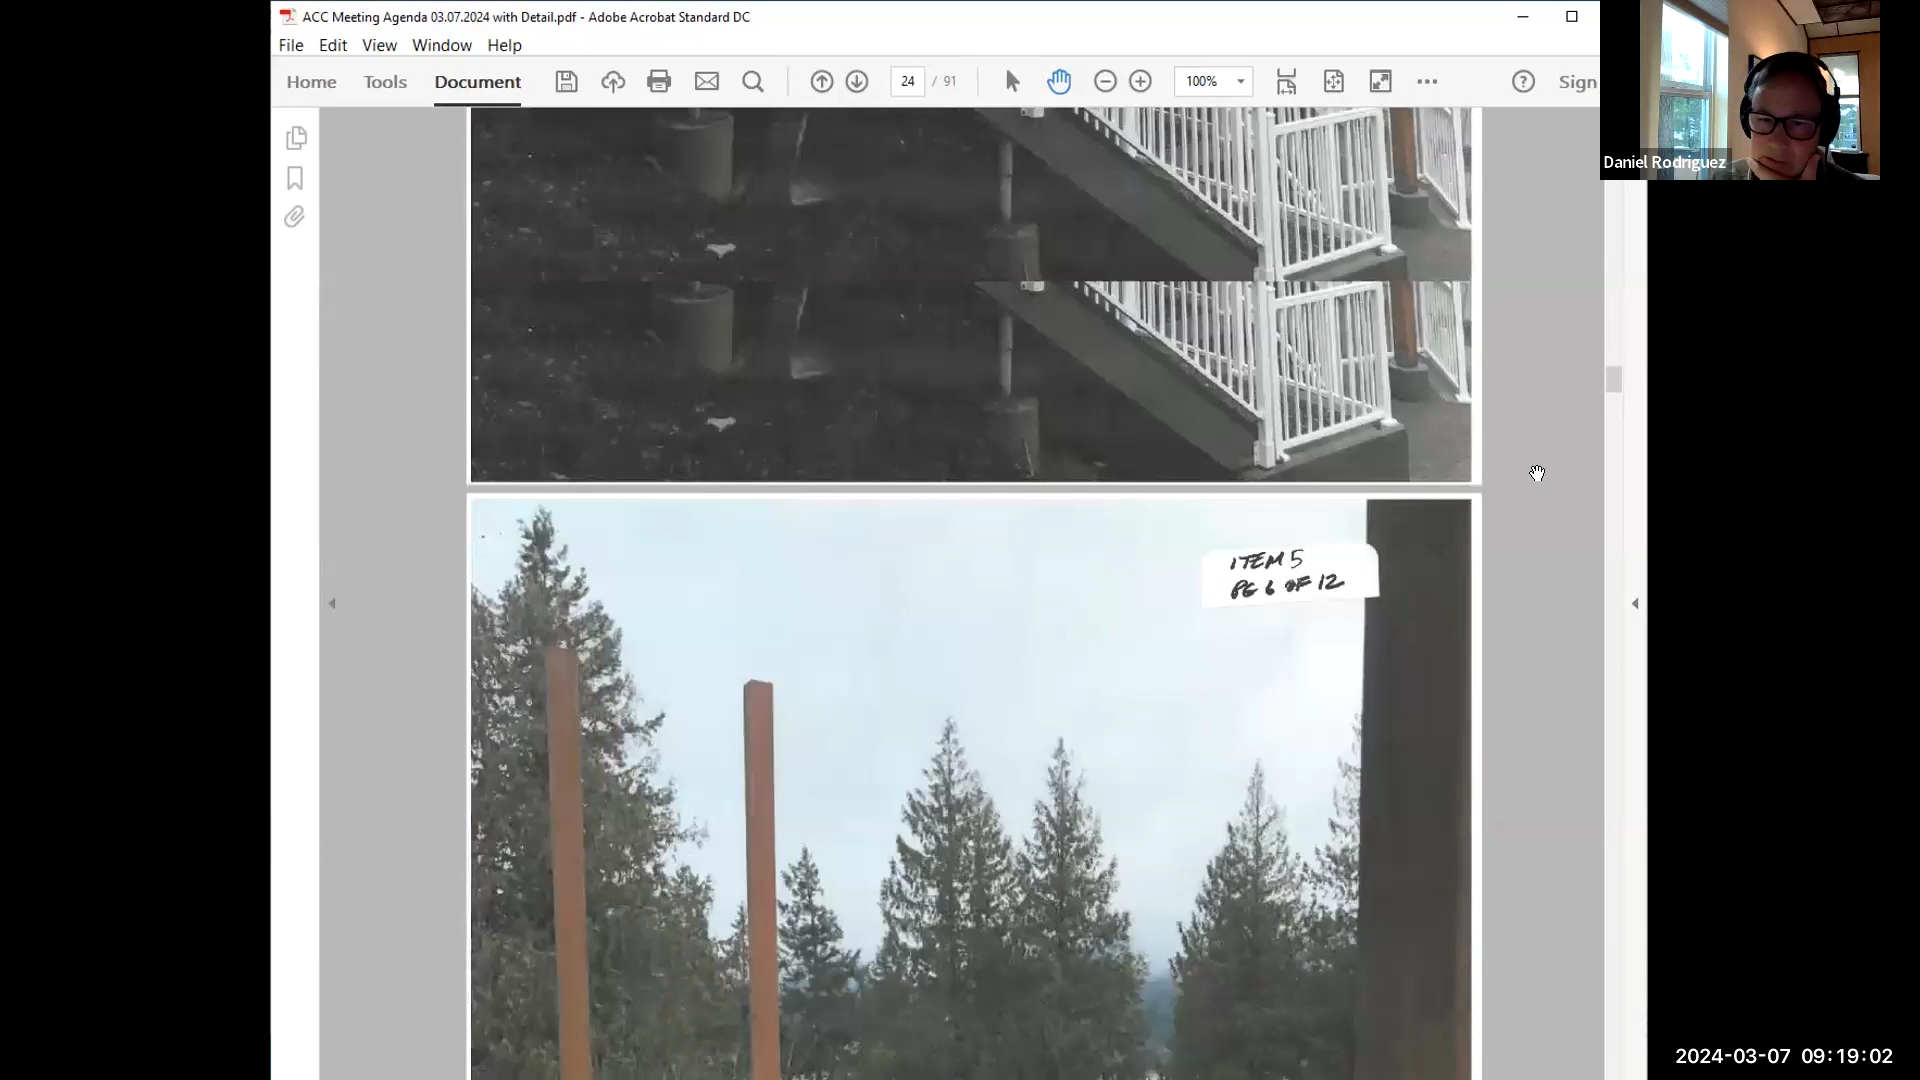 ACC Meeting Agenda 03.07.2024 with Detail.pdf - Adobe Acrobat Standard DC
File Edit View Window Help
Home Tools Document 24 / 91 100% Sign
Daniel Rodriguez
ITEM 5
PG 6 OF 12
2024-03-07 09:19:02